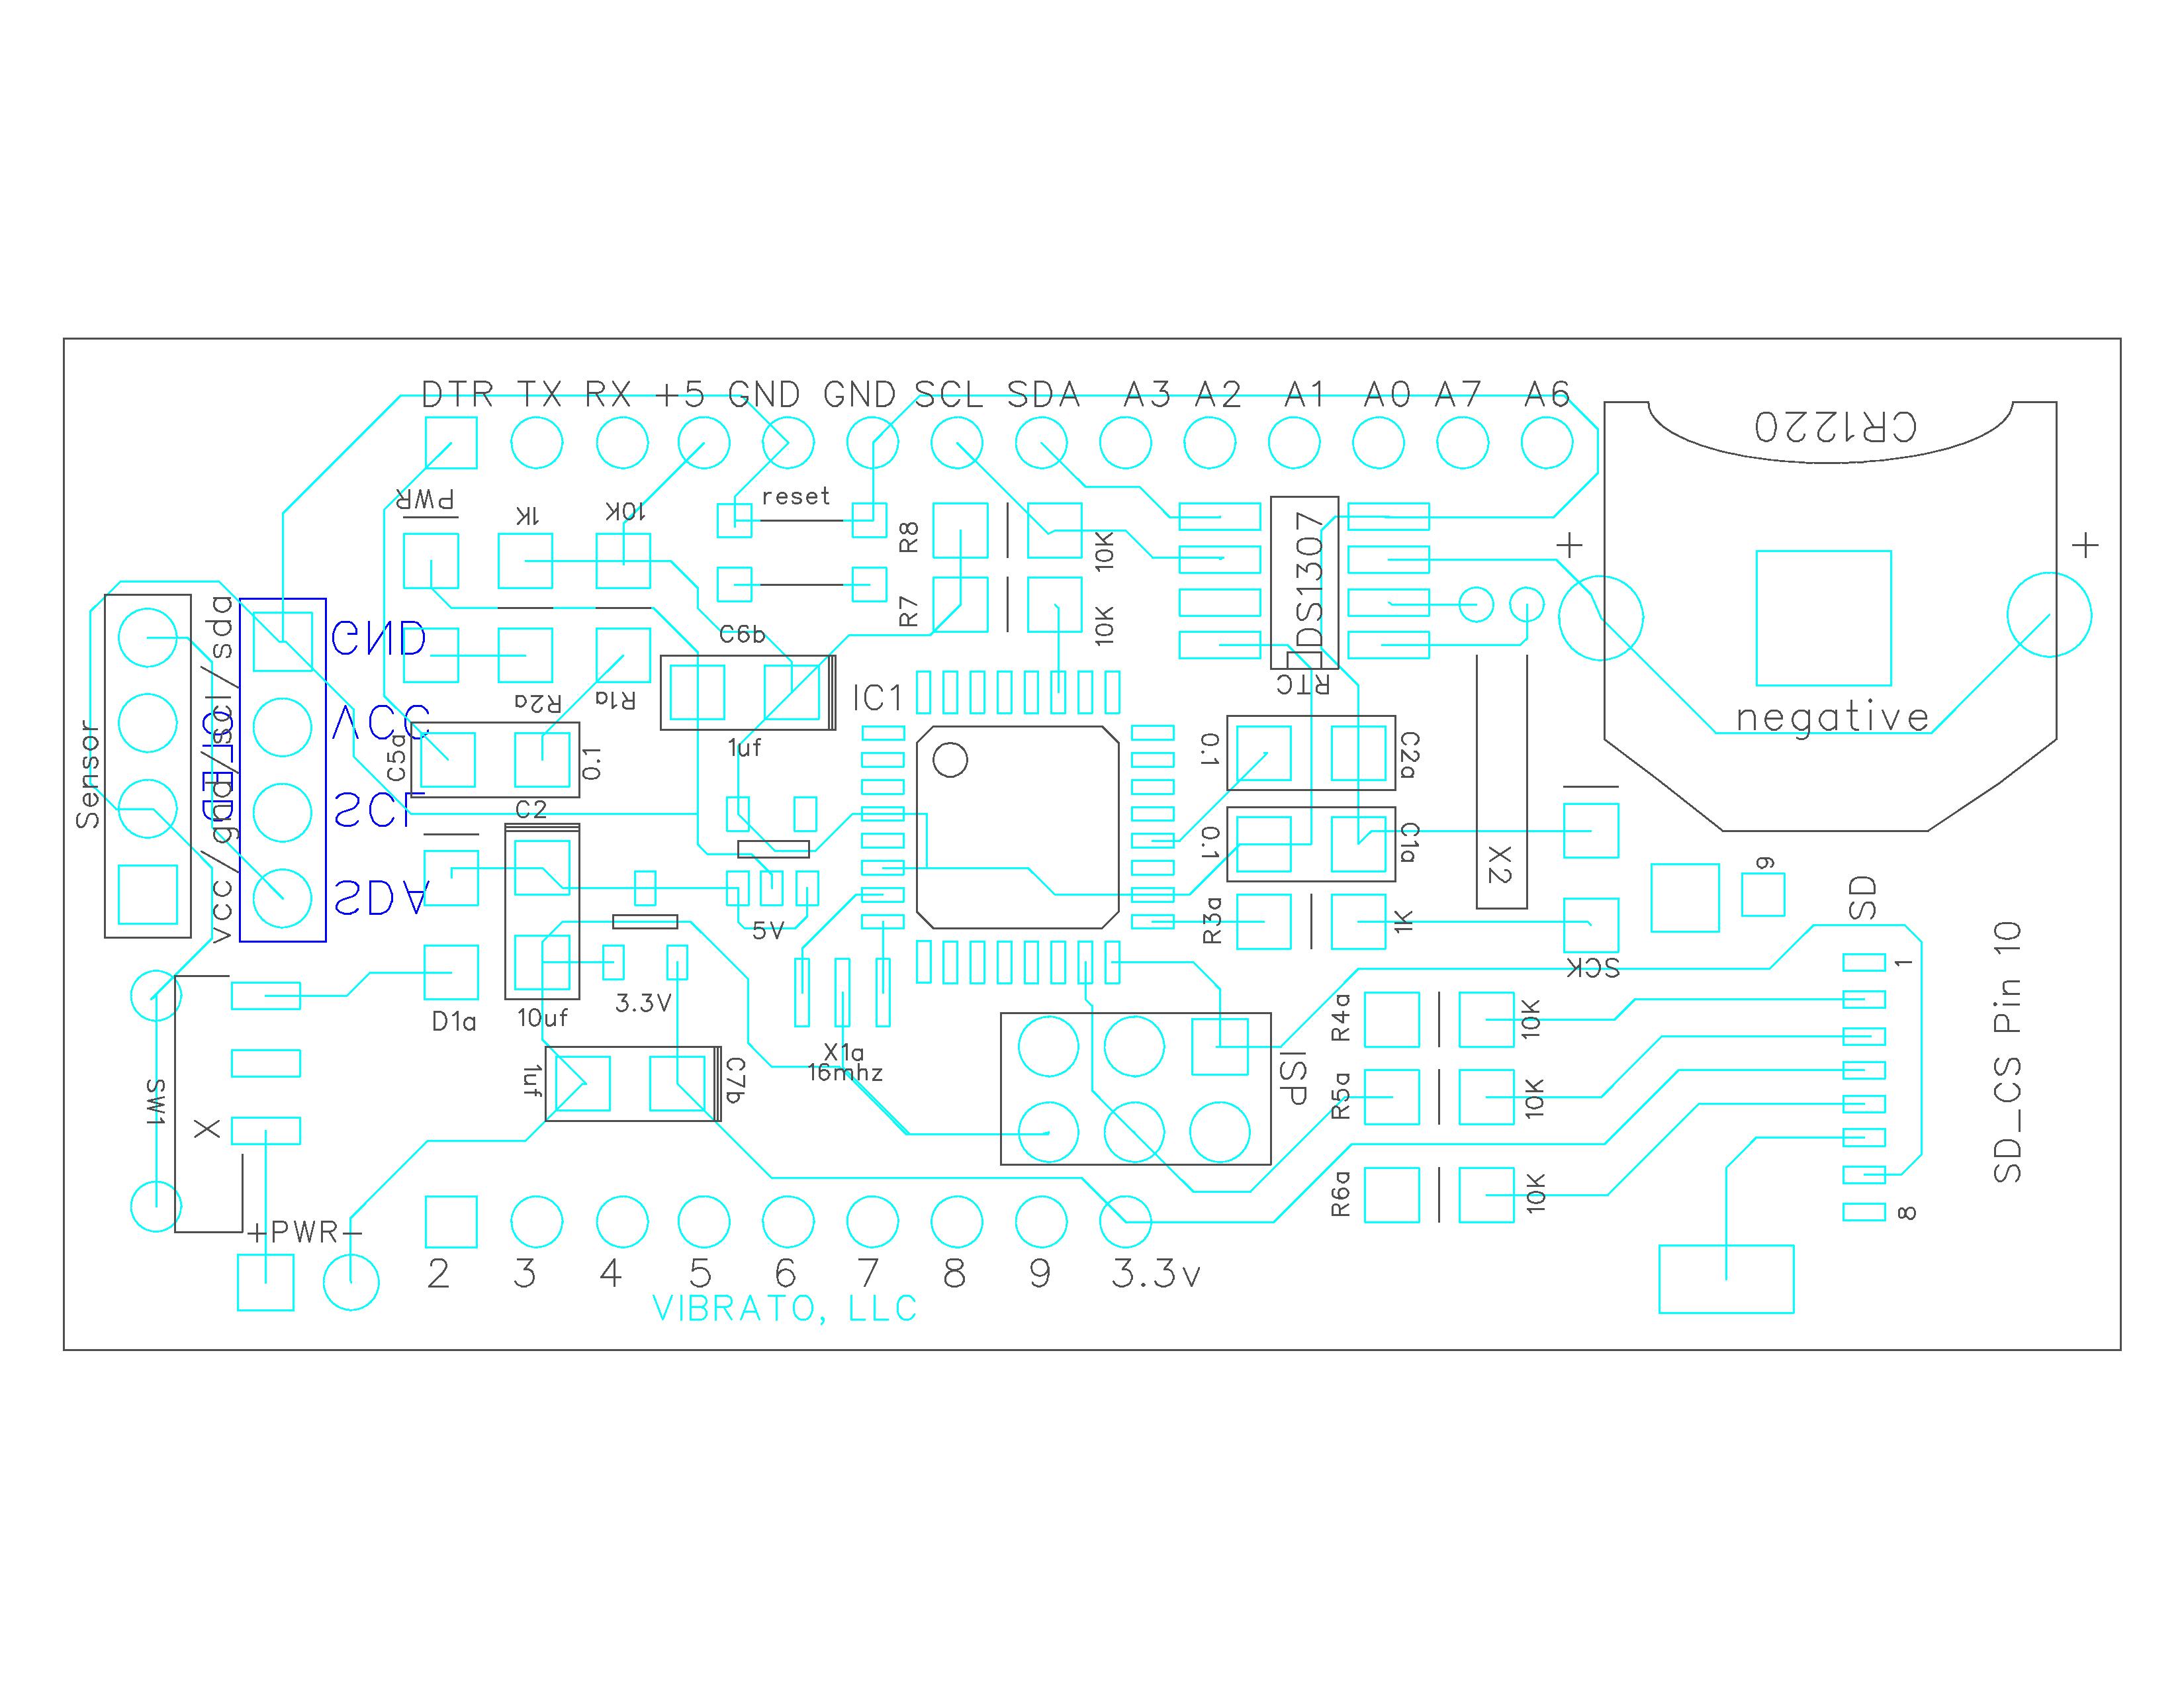 DTR TX RX +5 GND GND SCL SDA A3 A2 A1 A0 A7 A6
CR1220
PWR
1K
10K
reset
R8
10K
DS1307
+
+
R7
10K
vcc/gnd/scl/sda
GND
C6b
R2a
R1a
IC1
RTC
negative
Sensor
OLED
VCC
C5a
0.1
1uf
0.1
C2a
SCL
C2
0.1
C1a
X2
9
SD
SDA
5V
R3a
1K
SCK
1
SD_CS Pin 10
D1a
10uf
3.3V
R4a
10K
X1a
16mhz
ISP
1uf
C7b
R5a
10K
SW1
X
R6a
10K
8
+PWR-
2 3 4 5 6 7 8 9 3.3v
VIBRATO, LLC